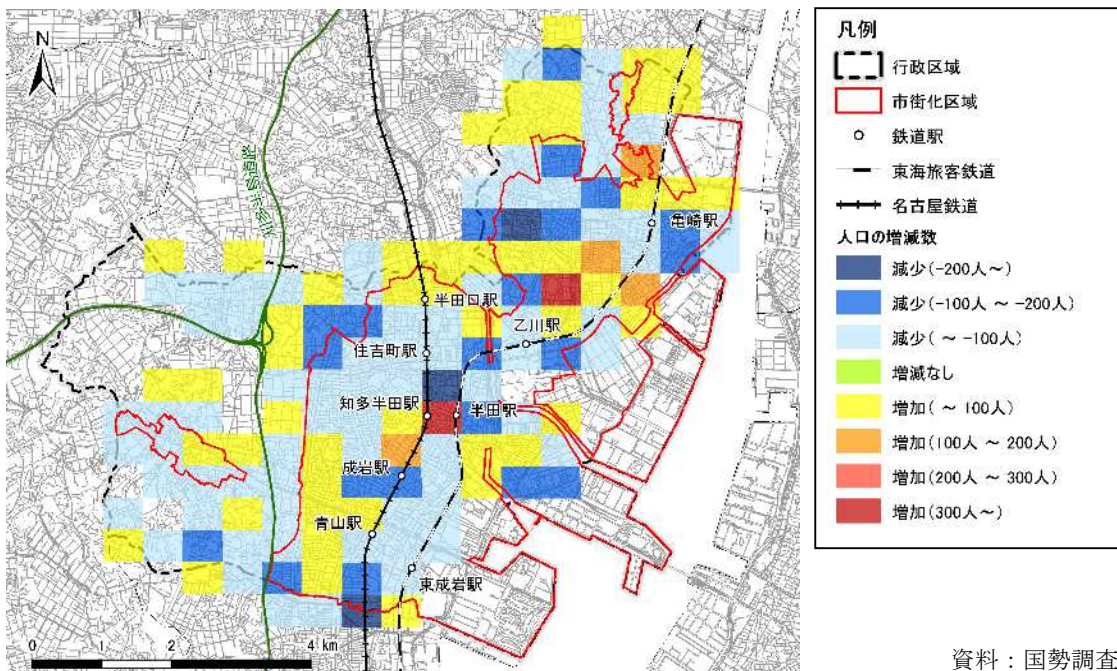 N
知多半島道路
亀崎駅
半田口駅
乙川駅
住吉町駅
知多半田駅
半田駅
成岩駅
青山駅
東成岩駅
0 1 2 4 km
凡例
行政区域
市街化区域
鉄道駅
東海旅客鉄道
名古屋鉄道
人口の増減数
減少(-200人~)
減少(-100人 ~ -200人)
減少( ~ -100人)
増減なし
増加( ~ 100人)
増加(100人 ~ 200人)
増加(200人 ~ 300人)
増加(300人~)
資料：国勢調査